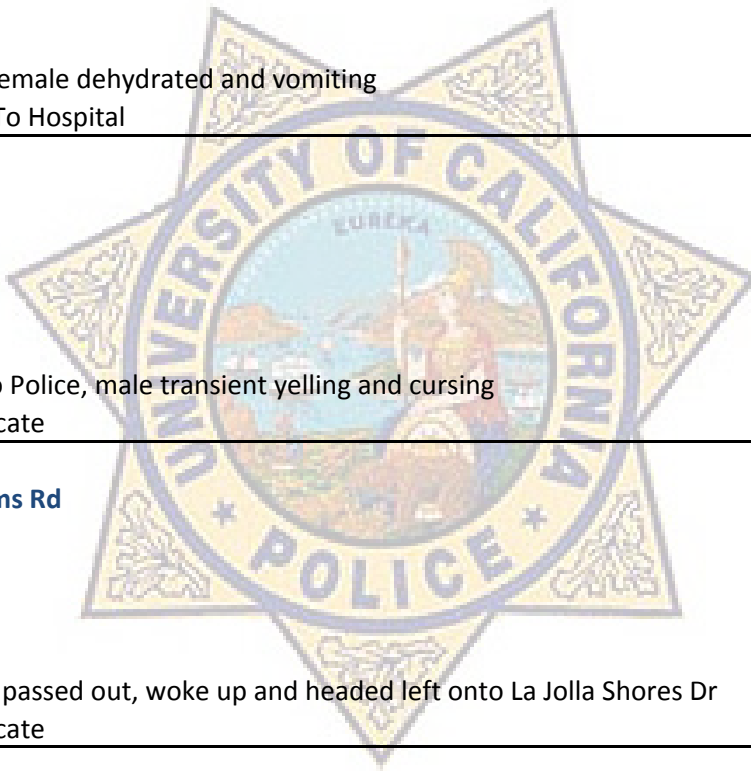 emale dehydrated and vomiting
To Hospital
UNIVERSITY OF CALIFORNIA
EUREKA
o Police, male transient yelling and cursing
cate
ms Rd
POLICE
passed out, woke up and headed left onto La Jolla Shores Dr
cate